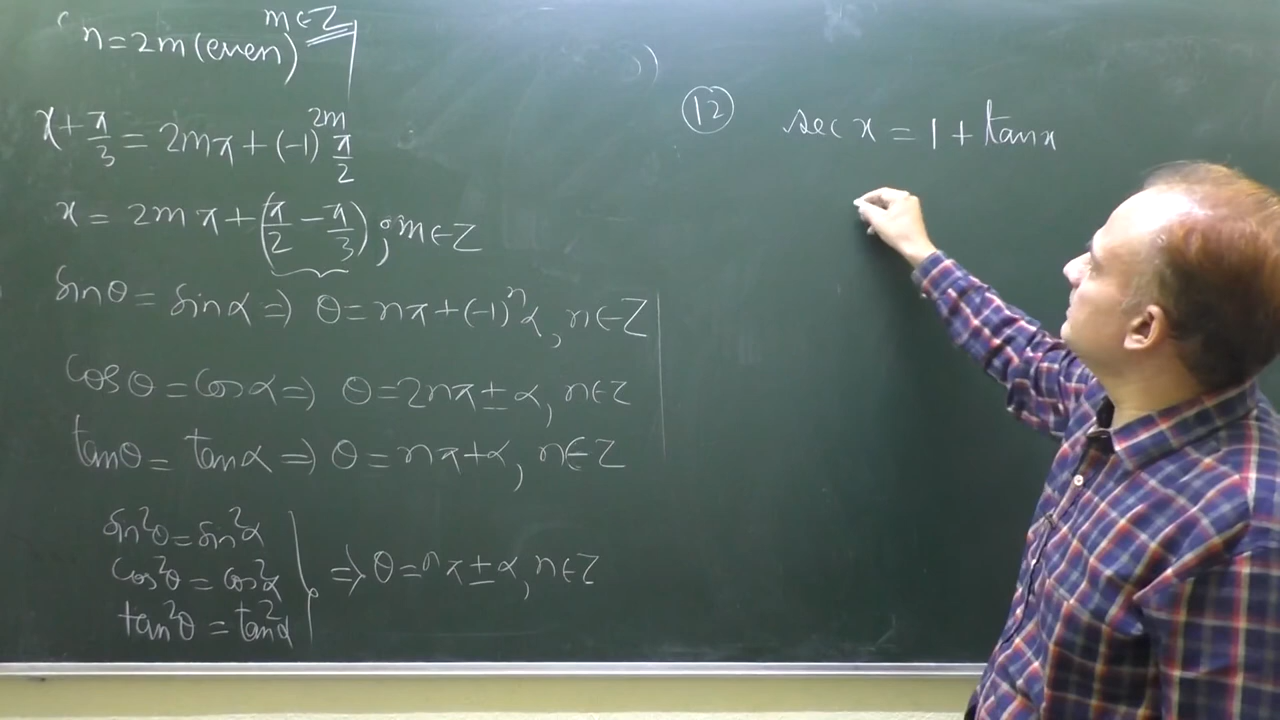 n=2m(even) m∈Z
x+π/3 = 2mπ+(-1)^2m π/2
x = 2mπ+(π/2 - π/3); m∈Z
sinθ = sinα ⇒ θ = nπ+(-1)^n α, n∈Z
cosθ = cosα ⇒ θ=2nπ ± α, n∈Z
tanθ = tanα ⇒ θ = nπ+α, n∈Z
sin²θ = sin²α
cos²θ = cos²α ⇒ θ=nπ ± α, n∈Z
tan²θ = tan²α
(12) sec x = 1 + tanx